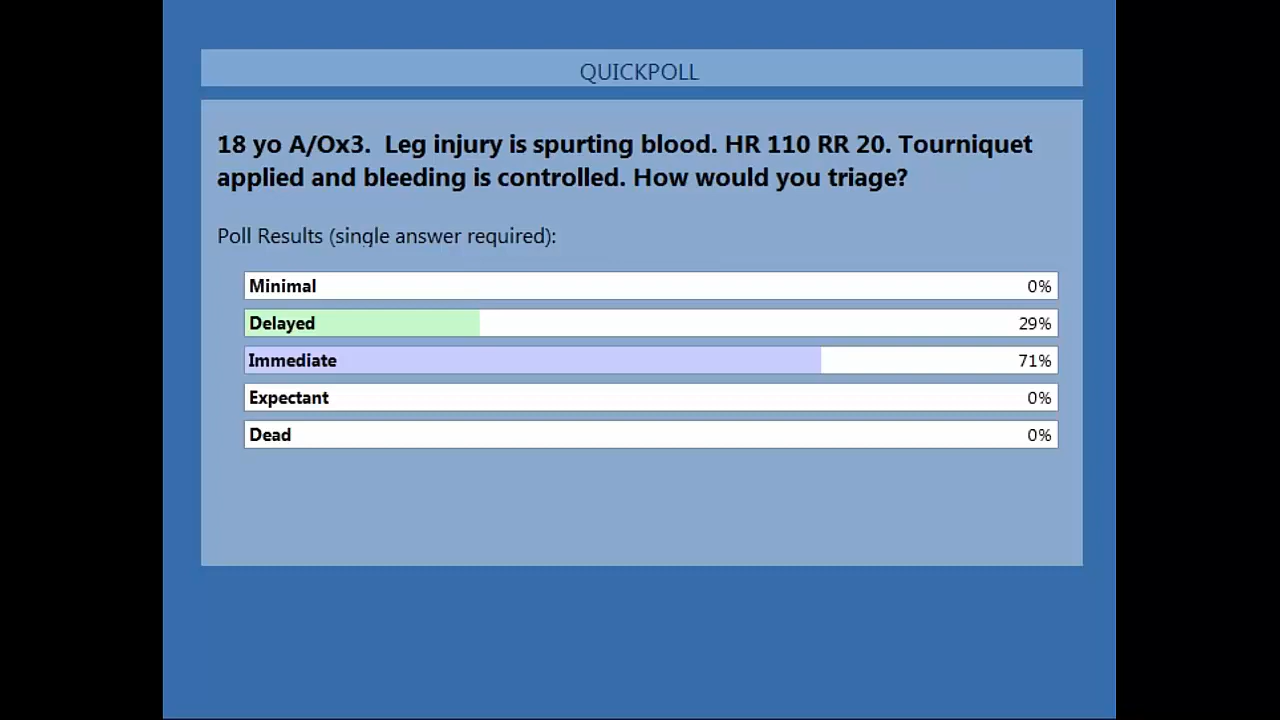 QUICKPOLL
18 yo A/Ox3.  Leg injury is spurting blood. HR 110 RR 20. Tourniquet
applied and bleeding is controlled. How would you triage?
Poll Results (single answer required):
Minimal 0%
Delayed 29%
Immediate 71%
Expectant 0%
Dead 0%